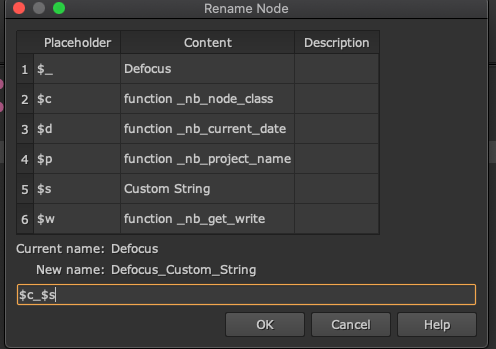 Rename Node
Placeholder Content Description
1 $_ Defocus
2 $c function _nb_node_class
3 $d function _nb_current_date
4 $p function _nb_project_name
5 $s Custom String
6 $w function _nb_get_write
Current name: Defocus
New name: Defocus_Custom_String
$c_$s
OK Cancel Help